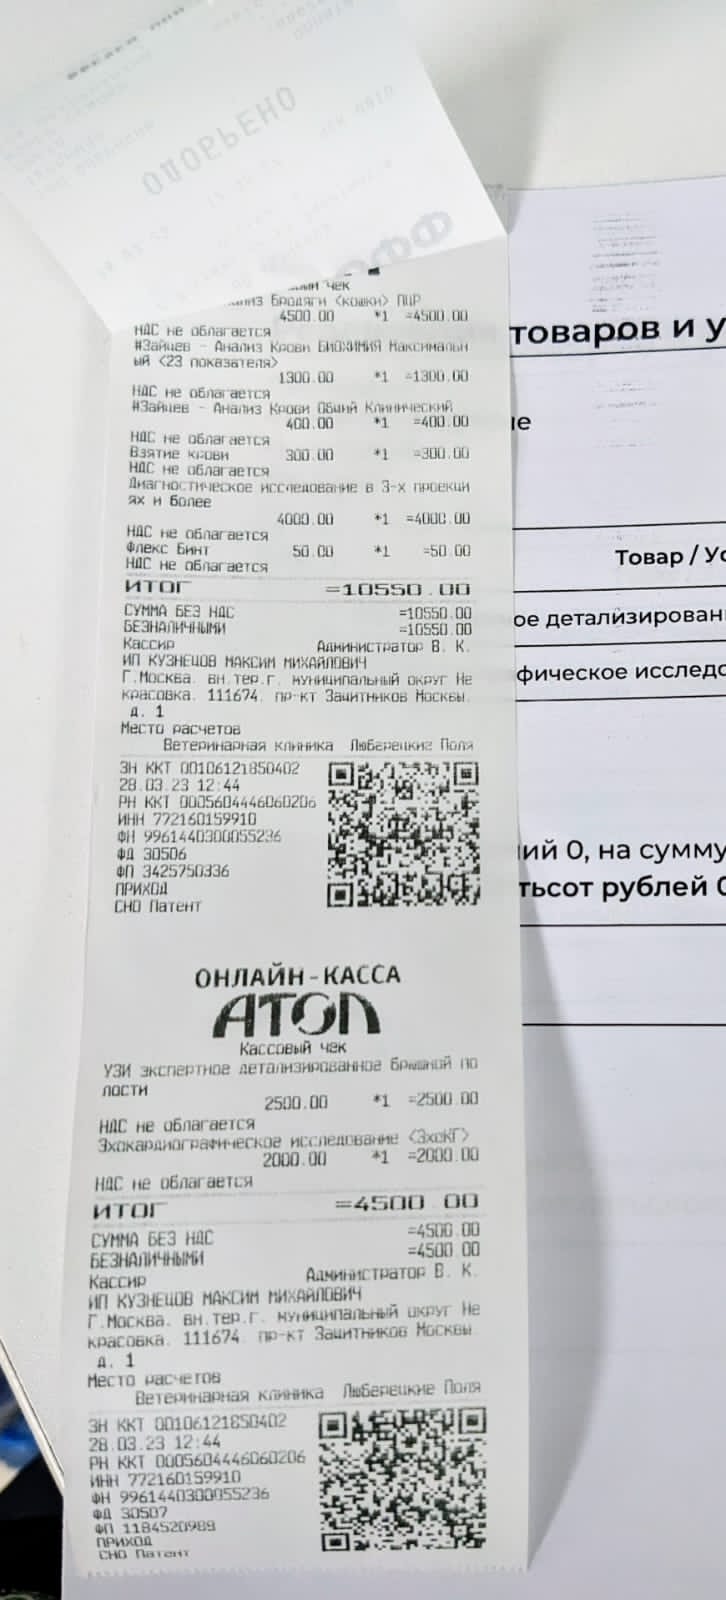 ОДОБРЕНО
чек
Бродяги <кошки> ПЦР
4500.00 *1 =4500.00
НДС не облагается
#Зайцев - Анализ Крови БИОХИМИЯ Максимальн
ый <23 показателя>
1300.00 *1 =1300.00
НДС не облагается
#Зайцев - Анализ Крови Общий Клинический
400.00 *1 =400.00
НДС не облагается
Взятие крови 300.00 *1 =300.00
НДС не облагается
Диагностическое исследование в 3-х проекци
ях и более
4000.00 *1 =4000.00
НДС не облагается
Флекс Бинт 50.00 *1 =50.00
НДС не облагается
ИТОГ =10550.00
СУММА БЕЗ НДС =10550.00
БЕЗНАЛИЧНЫМИ =10550.00
Кассир Администратор В. К.
ИП КУЗНЕЦОВ МАКСИМ МИХАЙЛОВИЧ
Г.Москва. вн.тер.г. муниципальный округ Не
красовка. 111674. пр-кт Защитников Москвы.
д. 1
Место расчетов
Ветеринарная клиника Люберецкие Поля
ЗН ККТ 00106121850402
28.03.23 12:44
РН ККТ 0005604446060206
ИНН 772160159910
ФН 9961440300055236
ФД 30506
ФП 3425750336
ПРИХОД
СНО Патент
ОНЛАЙН-КАССА
АТОЛ
Кассовый чек
УЗИ экспертное детализированное брюшной по
лости
2500.00 *1 =2500.00
НДС не облагается
Эхокардиографическое исследование <ЭхоКГ>
2000.00 *1 =2000.00
НДС не облагается
ИТОГ =4500.00
СУММА БЕЗ НДС =4500.00
БЕЗНАЛИЧНЫМИ =4500.00
Кассир Администратор В. К.
ИП КУЗНЕЦОВ МАКСИМ МИХАЙЛОВИЧ
Г.Москва. вн.тер.г. муниципальный округ Не
красовка. 111674. пр-кт Защитников Москвы.
д. 1
Место расчетов
Ветеринарная клиника Люберецкие Поля
ЗН ККТ 00106121850402
28.03.23 12:44
РН ККТ 0005604446060206
ИНН 772160159910
ФН 9961440300055236
ФД 30507
ФП 1184520989
ПРИХОД
СНО Патент
товаров и у
ие
Товар / Ус
ое детализирован
фическое исследо
ий 0, на сумму
тьсот рублей 0